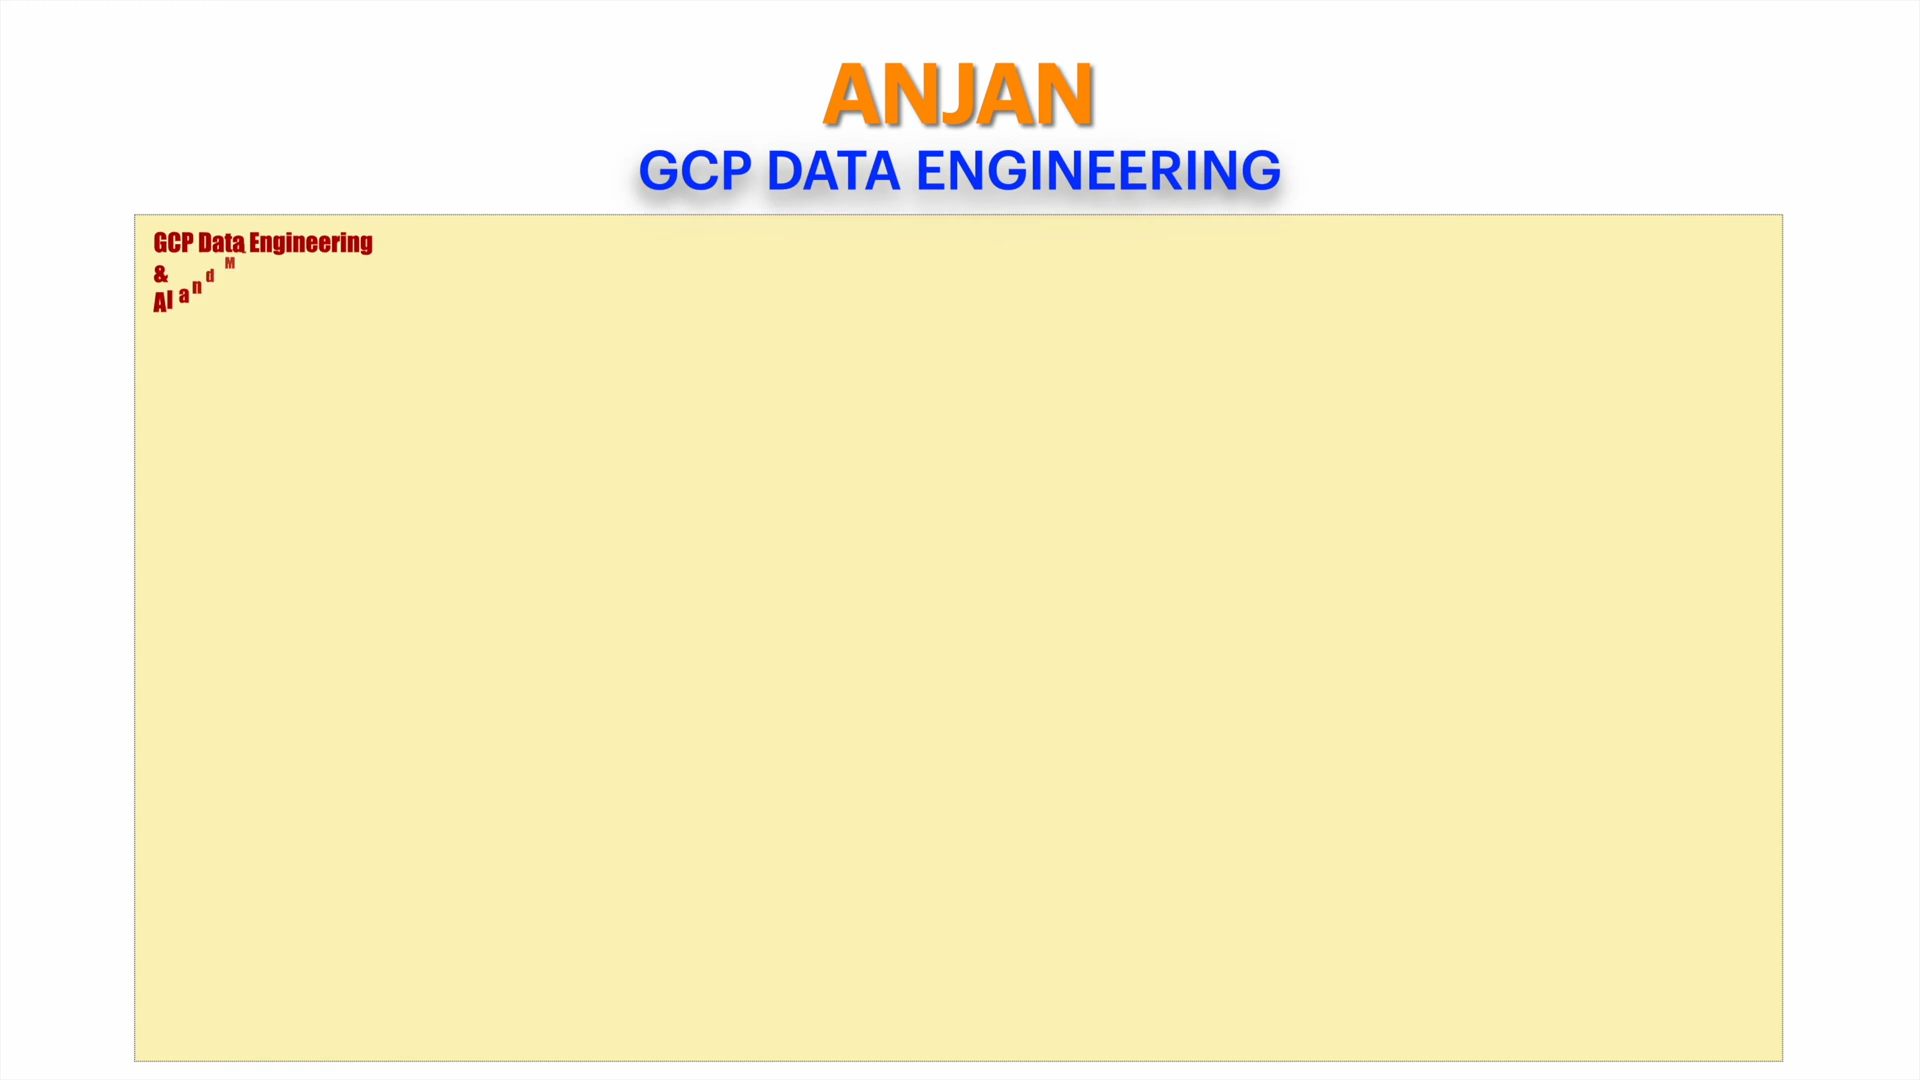 ANJAN
GCP DATA ENGINEERING
GCP Data Engineering
&
AI and M